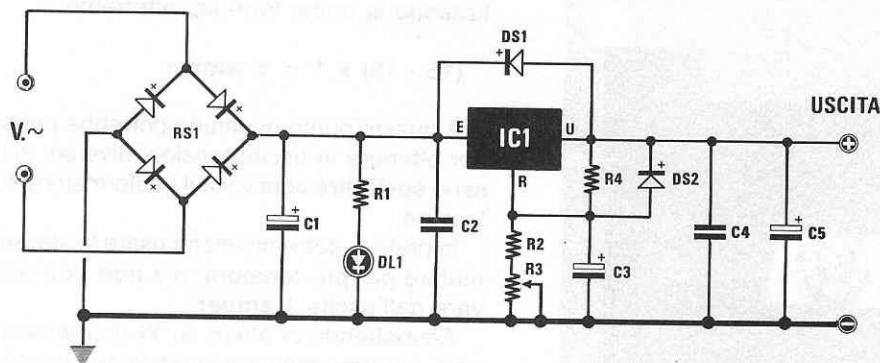 DS1
+
V.~
RS1
E
IC1
U
USCITA
R
R4
DS2
+
C1
R1
C2
R2
R3
+
C3
C4
+
C5
DL1
−